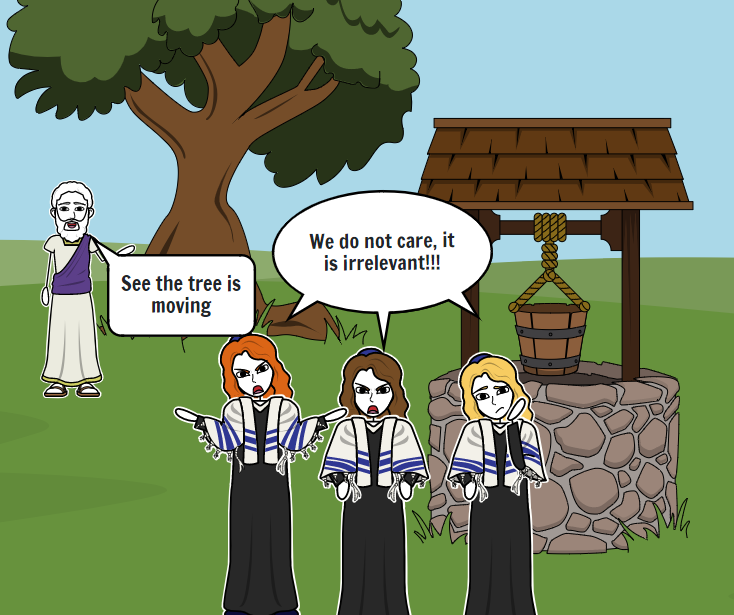 See the tree is
moving
We do not care, it
is irrelevant!!!